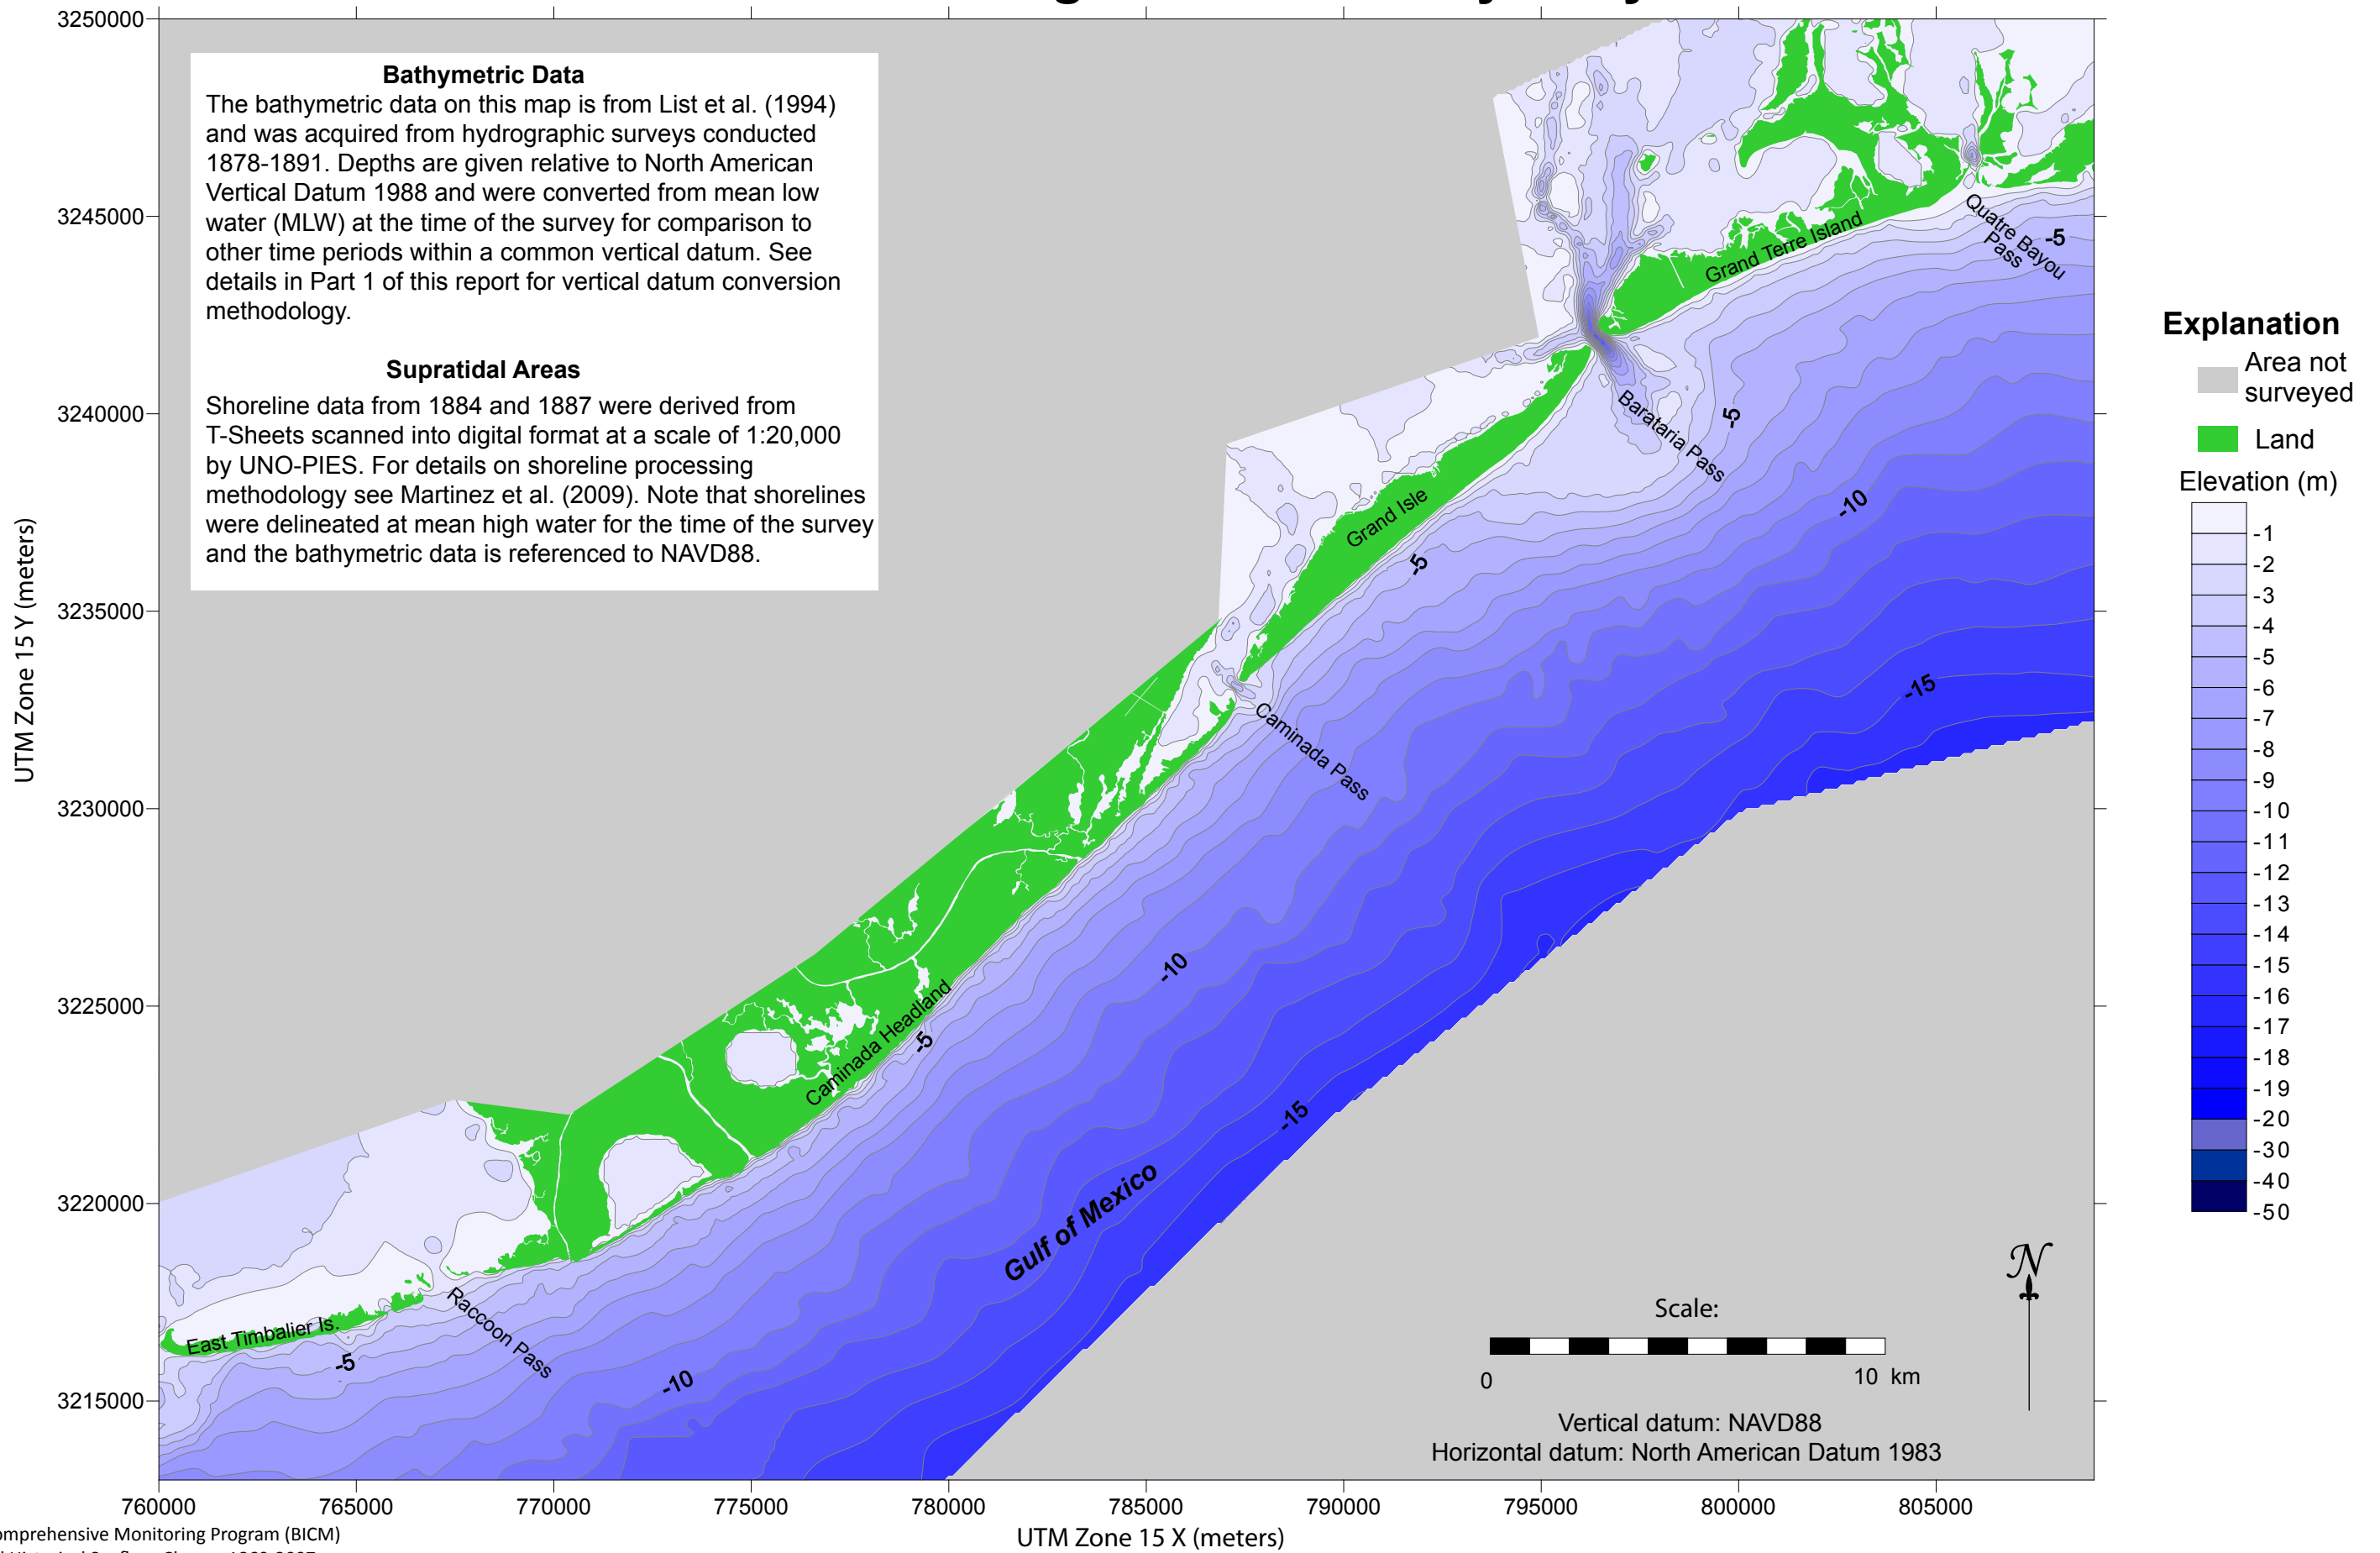 Bathymetric Data
The bathymetric data on this map is from List et al. (1994)
and was acquired from hydrographic surveys conducted
1878-1891. Depths are given relative to North American
Vertical Datum 1988 and were converted from mean low
water (MLW) at the time of the survey for comparison to
other time periods within a common vertical datum. See
details in Part 1 of this report for vertical datum conversion
methodology.
Supratidal Areas
Shoreline data from 1884 and 1887 were derived from
T-Sheets scanned into digital format at a scale of 1:20,000
by UNO-PIES. For details on shoreline processing
methodology see Martinez et al. (2009). Note that shorelines
were delineated at mean high water for the time of the survey
and the bathymetric data is referenced to NAVD88.
3250000
3245000
3240000
3235000
3230000
3225000
3220000
3215000
UTM Zone 15 Y (meters)
Quatre Bayou
Pass
-5
Grand Terre Island
Barataria Pass
-5
-10
Grand Isle
-5
-15
Caminada Pass
-10
Caminada Headland
-5
-15
Gulf of Mexico
Raccoon Pass
East Timbalier Is.
-5
-10
Explanation
Area not
surveyed
Land
Elevation (m)
-1
-2
-3
-4
-5
-6
-7
-8
-9
-10
-11
-12
-13
-14
-15
-16
-17
-18
-19
-20
-30
-40
-50
N
Scale:
0
10 km
Vertical datum: NAVD88
Horizontal datum: North American Datum 1983
760000
765000
770000
775000
780000
785000
790000
795000
800000
805000
UTM Zone 15 X (meters)
omprehensive Monitoring Program (BICM)